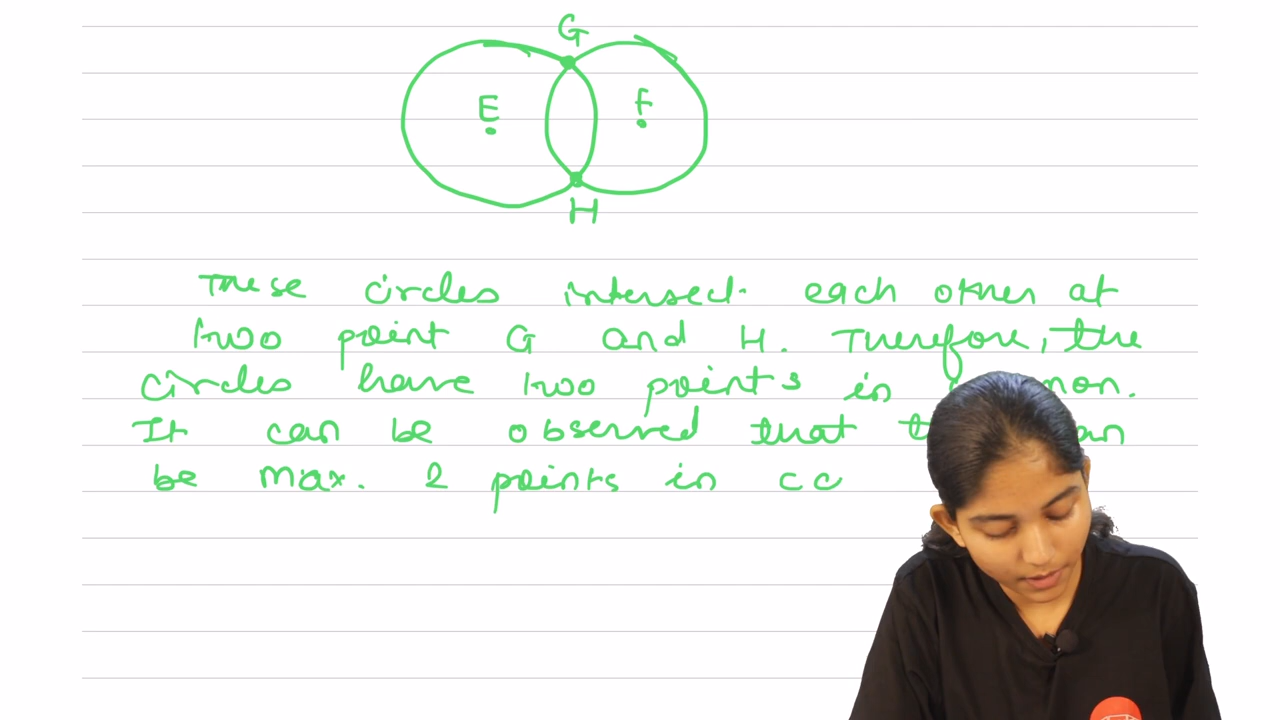 G
E
F
H
These circles intersect each other at
two point G and H. Therefore, the
circles have two points in
It can be observed that
be max. 2 points in cc